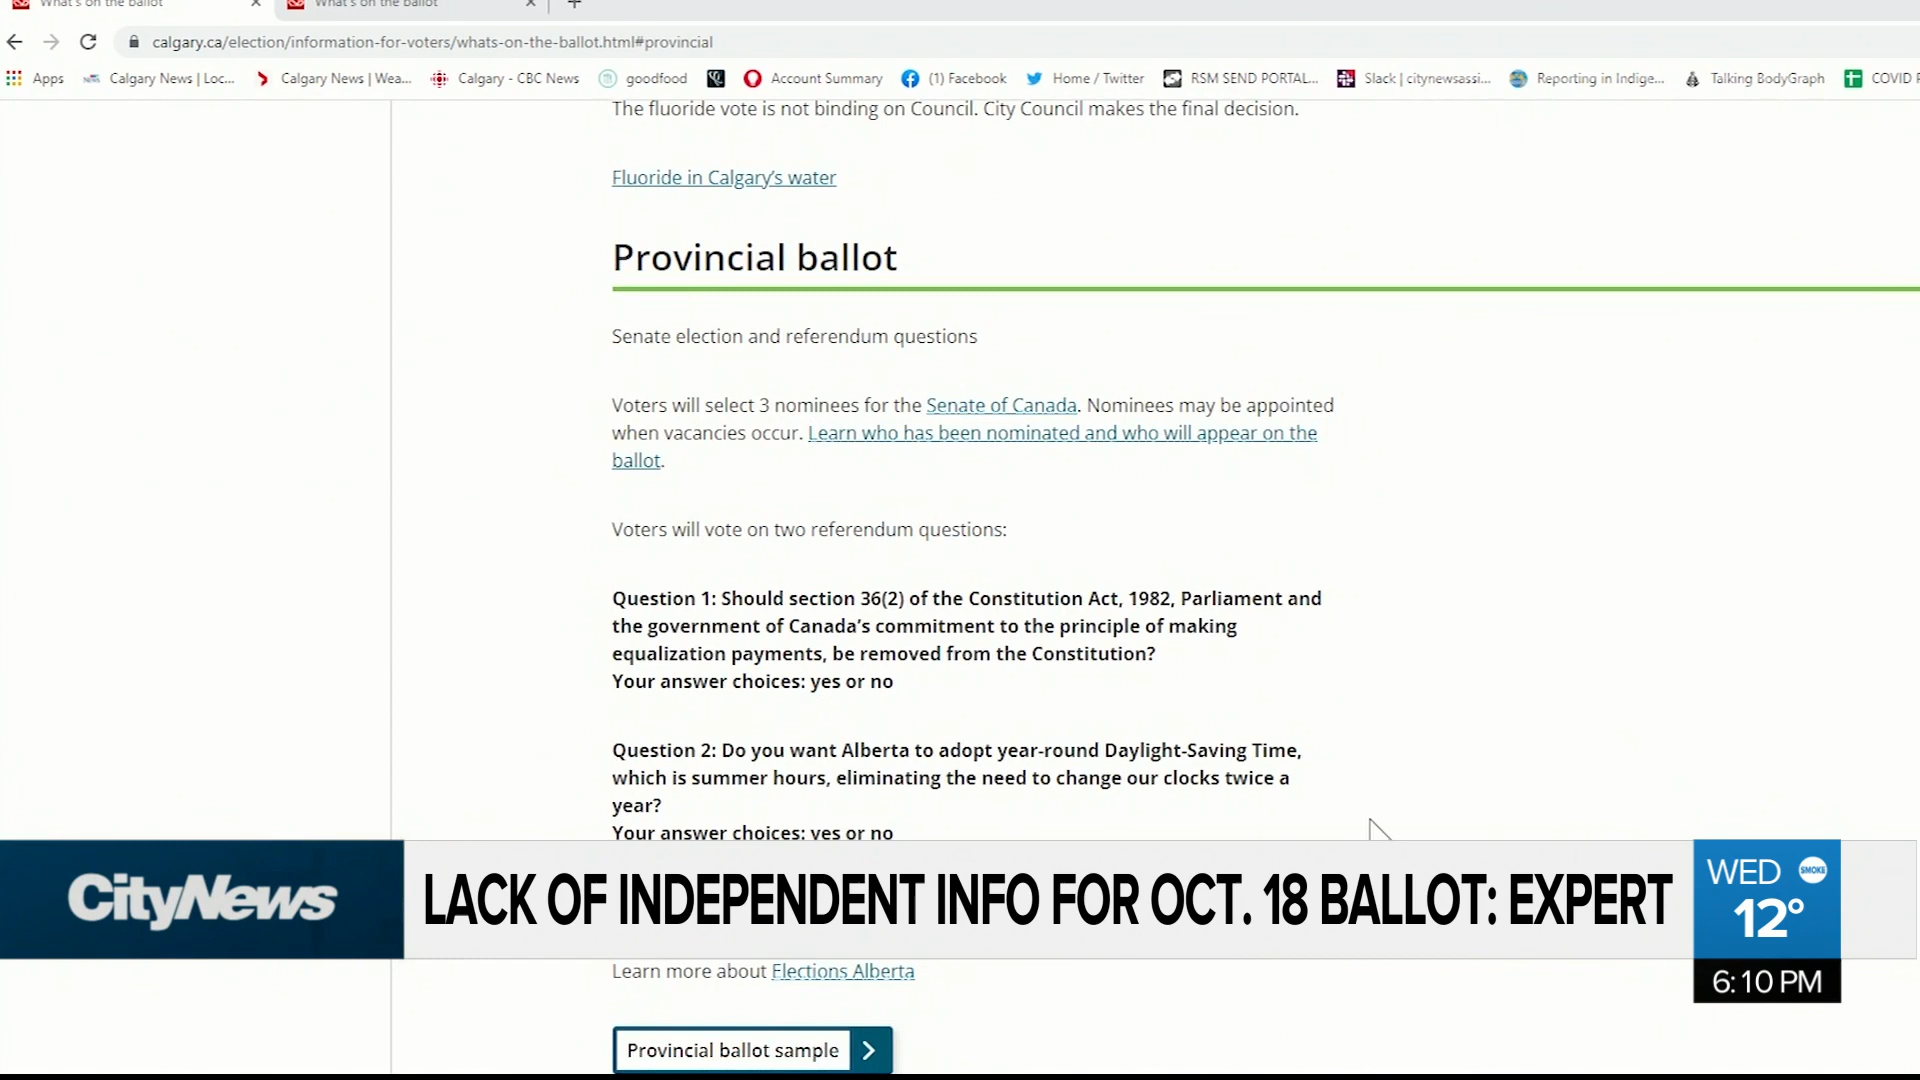 What's on the ballot
What's on the ballot
calgary.ca/election/information-for-voters/whats-on-the-ballot.html#provincial
Apps
Calgary News | Loc...
Calgary News | Wea...
Calgary - CBC News
goodfood
Account Summary
(1) Facebook
Home / Twitter
RSM SEND PORTAL...
Slack | citynewsassi...
Reporting in Indige...
Talking BodyGraph
COVID
The fluoride vote is not binding on Council. City Council makes the final decision.
Fluoride in Calgary's water
Provincial ballot
Senate election and referendum questions
Voters will select 3 nominees for the Senate of Canada. Nominees may be appointed
when vacancies occur. Learn who has been nominated and who will appear on the
ballot.
Voters will vote on two referendum questions:
Question 1: Should section 36(2) of the Constitution Act, 1982, Parliament and
the government of Canada's commitment to the principle of making
equalization payments, be removed from the Constitution?
Your answer choices: yes or no
Question 2: Do you want Alberta to adopt year-round Daylight-Saving Time,
which is summer hours, eliminating the need to change our clocks twice a
year?
Your answer choices: yes or no
CityNews
LACK OF INDEPENDENT INFO FOR OCT. 18 BALLOT: EXPERT
WED
SMOKE
12°
6:10 PM
Learn more about Elections Alberta
Provincial ballot sample